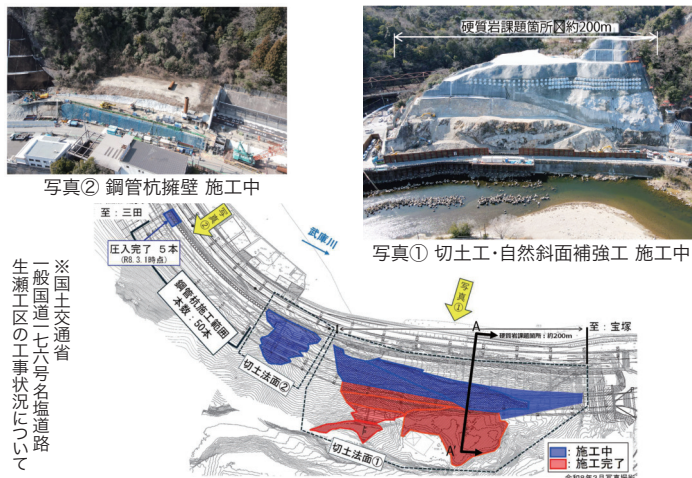 硬質岩課題箇所 約200m
写真② 鋼管杭擁壁 施工中
写真① 切土工・自然斜面補強工 施工中
至：三田
圧入完了 5本
(R8.3.1時点)
写真②
武庫川
鋼管杭施工範囲
本数：50本
切土法面②
写真①
A
硬質岩課題箇所：約200m
至：宝塚
A'
切土法面①
：施工中
：施工完了
※国土交通省
一般国道一七六号名塩道路
生瀬工区の工事状況について